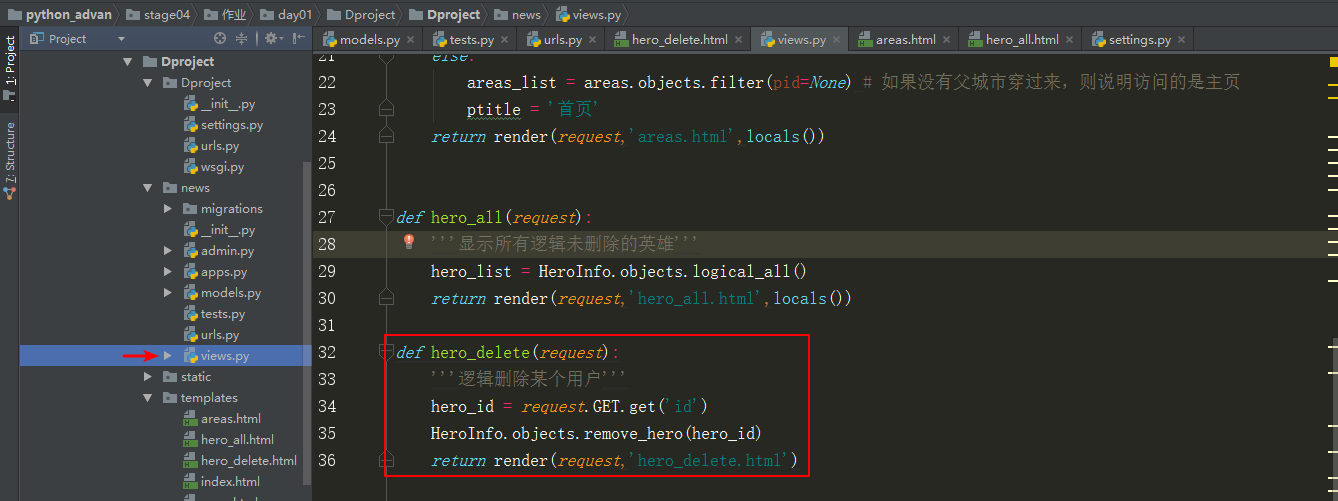 python_advan stage04 作业 day01 Dproject Dproject news views.py
1: Project
7: Structure
Project
models.py tests.py urls.py hero_delete.html views.py areas.html hero_all.html settings.py
Dproject
Dproject
__init__.py
settings.py
urls.py
wsgi.py
news
migrations
__init__.py
admin.py
apps.py
models.py
tests.py
urls.py
views.py
static
templates
areas.html
hero_all.html
hero_delete.html
index.html
21 else:
22 areas_list = areas.objects.filter(pid=None) # 如果没有父城市穿过来，则说明访问的是主页
23 ptitle = '首页'
24 return render(request,'areas.html',locals())
25
26
27 def hero_all(request):
28 '''显示所有逻辑未删除的英雄'''
29 hero_list = HeroInfo.objects.logical_all()
30 return render(request,'hero_all.html',locals())
31
32 def hero_delete(request):
33 '''逻辑删除某个用户'''
34 hero_id = request.GET.get('id')
35 HeroInfo.objects.remove_hero(hero_id)
36 return render(request,'hero_delete.html')